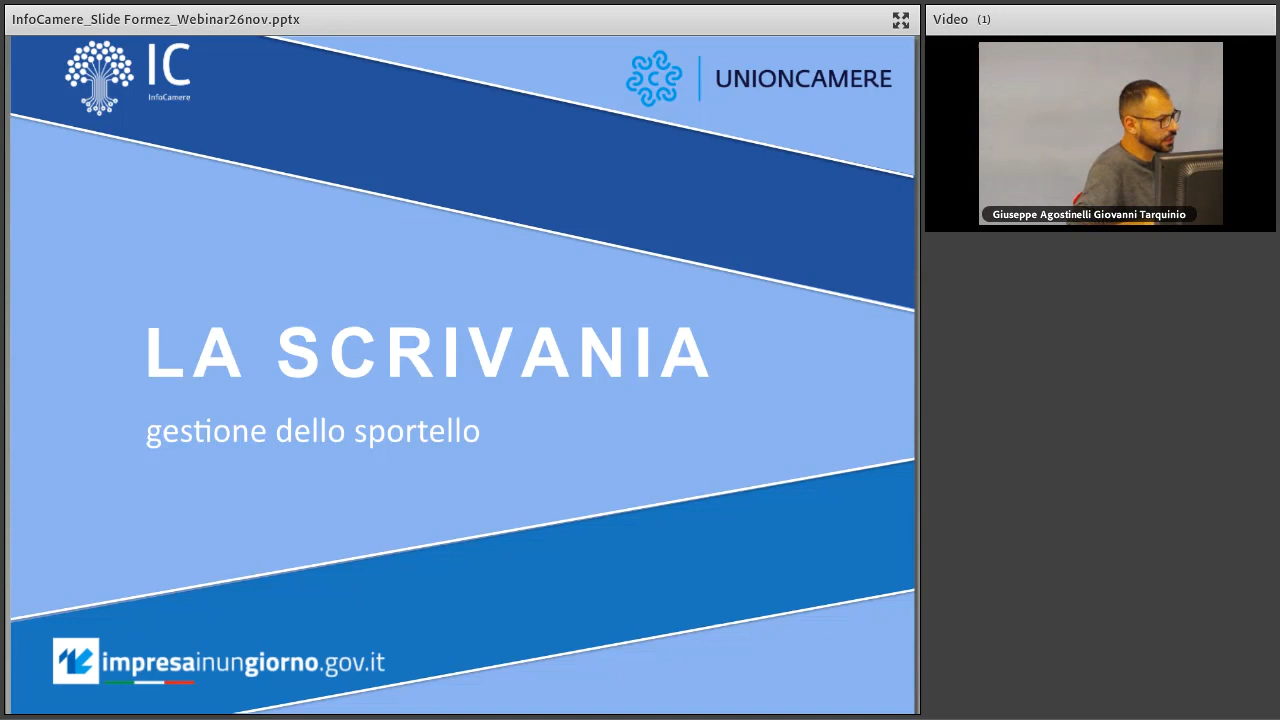 InfoCamere_Slide Formez_Webinar26nov.pptx
Video (1)
IC
InfoCamere
UNIONCAMERE
Giuseppe Agostinelli Giovanni Tarquinio
LA SCRIVANIA
gestione dello sportello
impresainungiorno.gov.it